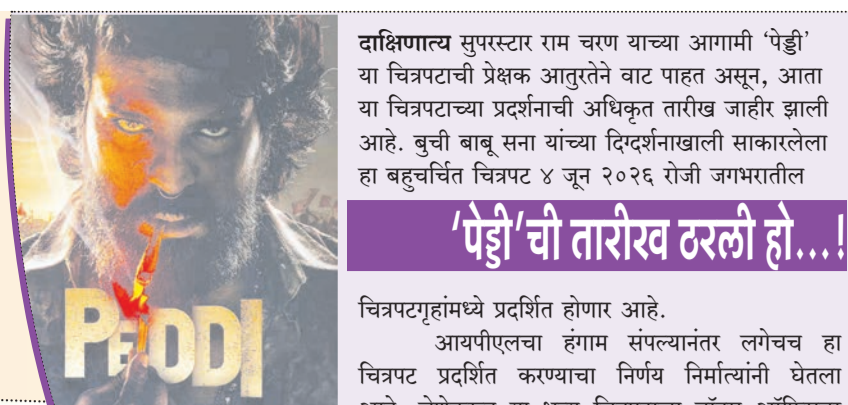 PEDDI
दाक्षिणात्य सुपरस्टार राम चरण याच्या आगामी ‘पेड्डी’
या चित्रपटाची प्रेक्षक आतुरतेने वाट पाहत असून, आता
या चित्रपटाच्या प्रदर्शनाची अधिकृत तारीख जाहीर झाली
आहे. बुची बाबू सना यांच्या दिग्दर्शनाखाली साकारलेला
हा बहुचर्चित चित्रपट ४ जून २०२६ रोजी जगभरातील
‘पेड्डी’ची तारीख ठरली हो...!
चित्रपटगृहांमध्ये प्रदर्शित होणार आहे.
आयपीएलचा हंगाम संपल्यानंतर लगेचच हा
चित्रपट प्रदर्शित करण्याचा निर्णय निर्मात्यांनी घेतला